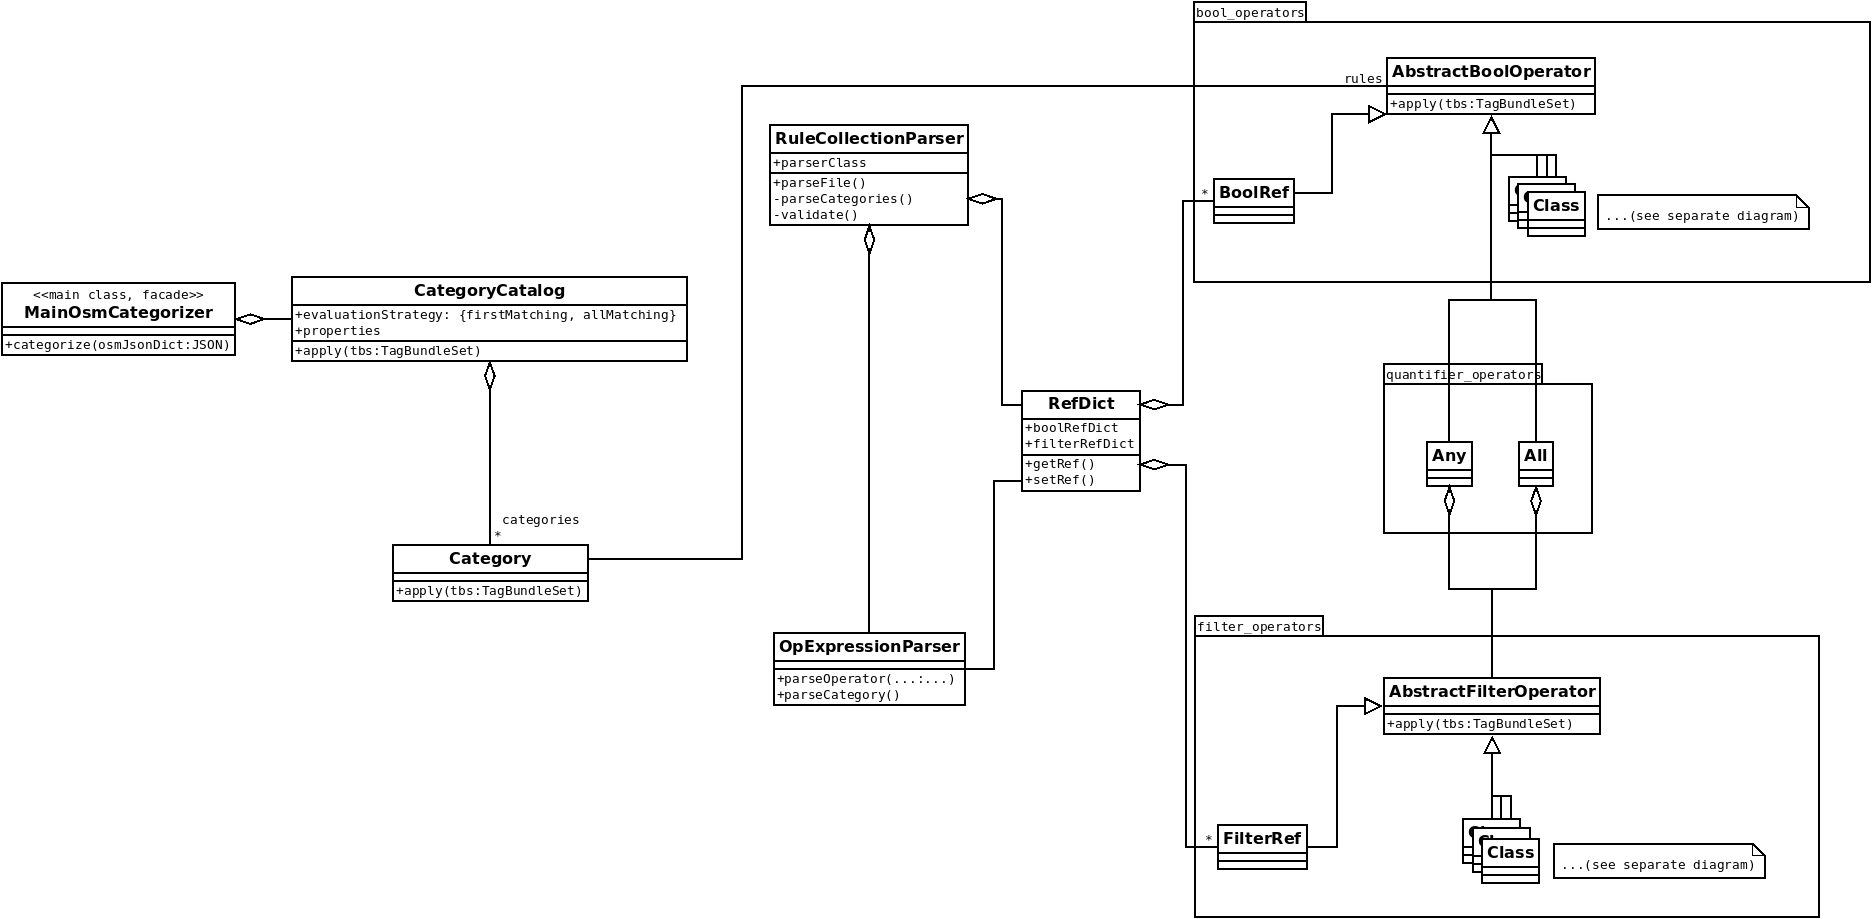 bool_operators
AbstractBoolOperator
rules
+apply(tbs:TagBundleSet)
RuleCollectionParser
+parserClass
+parseFile()
-parseCategories()
-validate()
*
BoolRef
Class
...(see separate diagram)
<<main class, facade>>
MainOsmCategorizer
+categorize(osmJsonDict:JSON)
CategoryCatalog
+evaluationStrategy: {firstMatching, allMatching}
+properties
+apply(tbs:TagBundleSet)
quantifier_operators
RefDict
+boolRefDict
+filterRefDict
+getRef()
+setRef()
Any
All
categories
*
Category
+apply(tbs:TagBundleSet)
OpExpressionParser
+parseOperator(...:...)
+parseCategory()
filter_operators
AbstractFilterOperator
+apply(tbs:TagBundleSet)
*
FilterRef
Class
...(see separate diagram)